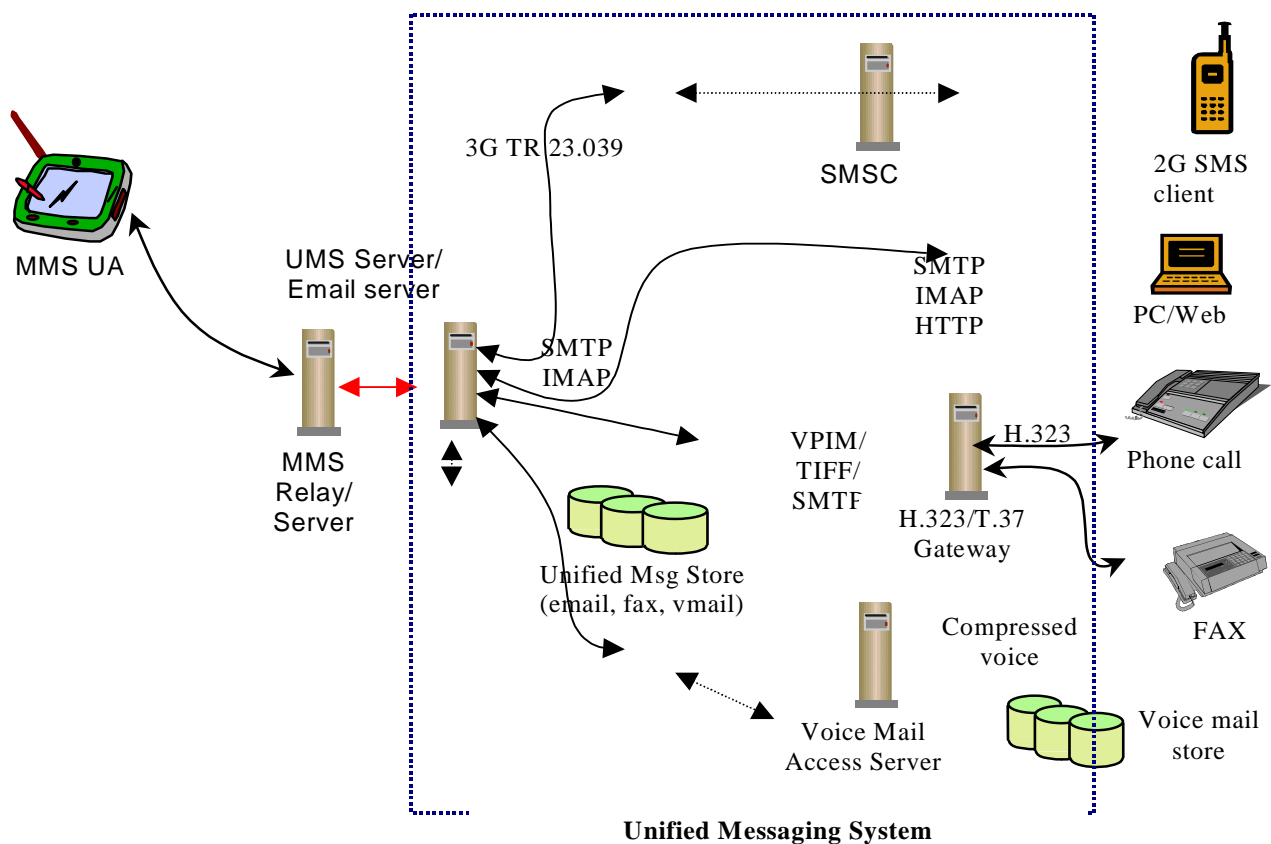 3G TR 23.039
SMSC
2G SMS
client
MMS UA
UMS Server/
Email server
SMTP
IMAP
HTTP
PC/Web
SMTP
IMAP
MMS
Relay/
Server
VPIM/
TIFF/
SMTP
H.323
Phone call
H.323/T.37
Gateway
Unified Msg Store
(email, fax, vmail)
FAX
Compressed
voice
Voice Mail
Access Server
Voice mail
store
Unified Messaging System